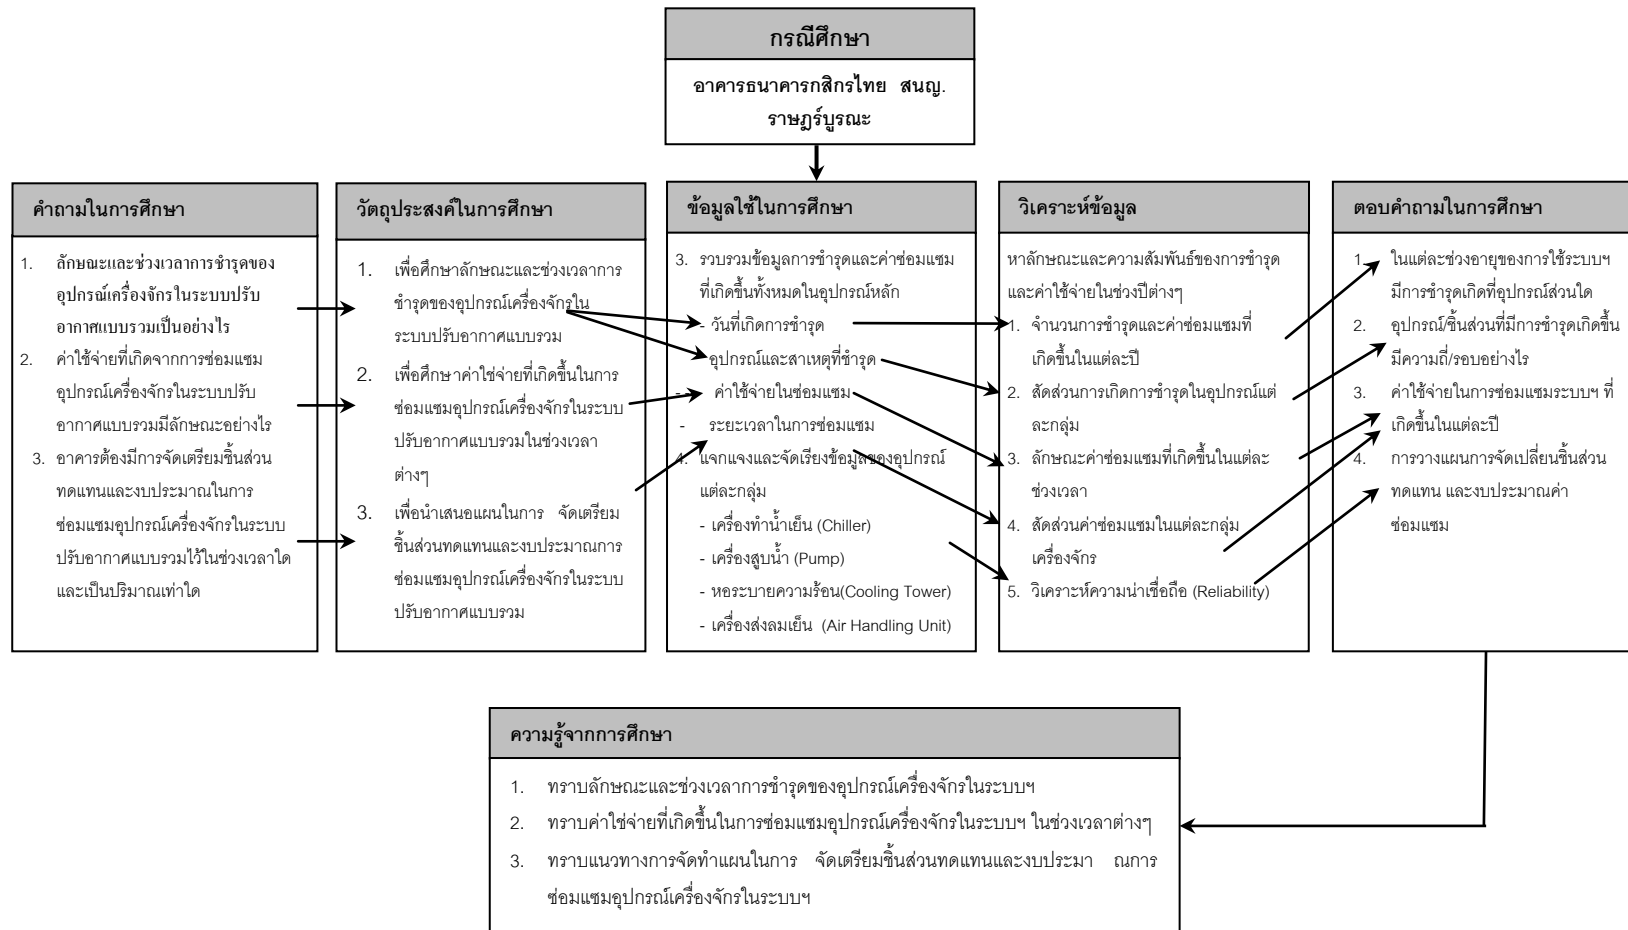 กรณีศึกษา
อาคารธนาคารกสิกรไทย สนญ.
ราษฎร์บูรณะ
คำถามในการศึกษา
1. ลักษณะและช่วงเวลาการชำรุดของ
อุปกรณ์เครื่องจักรในระบบปรับ
อากาศแบบรวมเป็นอย่างไร
2. ค่าใช้จ่ายที่เกิดจากการซ่อมแซม
อุปกรณ์เครื่องจักรในระบบปรับ
อากาศแบบรวมมีลักษณะอย่างไร
3. อาคารต้องมีการจัดเตรียมชิ้นส่วน
ทดแทนและงบประมาณในการ
ซ่อมแซมอุปกรณ์เครื่องจักรในระบบ
ปรับอากาศแบบรวมไว้ในช่วงเวลาใด
และเป็นปริมาณเท่าใด
วัตถุประสงค์ในการศึกษา
1. เพื่อศึกษาลักษณะและช่วงเวลาการ
ชำรุดของอุปกรณ์เครื่องจักรใน
ระบบปรับอากาศแบบรวม
2. เพื่อศึกษาค่าใช่จ่ายที่เกิดขึ้นในการ
ซ่อมแซมอุปกรณ์เครื่องจักรในระบบ
ปรับอากาศแบบรวมในช่วงเวลา
ต่างๆ
3. เพื่อนำเสนอแผนในการ จัดเตรียม
ชิ้นส่วนทดแทนและงบประมาณการ
ซ่อมแซมอุปกรณ์เครื่องจักรในระบบ
ปรับอากาศแบบรวม
ข้อมูลใช้ในการศึกษา
3. รวบรวมข้อมูลการชำรุดและค่าซ่อมแซม
ที่เกิดขึ้นทั้งหมดในอุปกรณ์หลัก
- วันที่เกิดการชำรุด
อุปกรณ์และสาเหตุที่ชำรุด
- ค่าใช้จ่ายในซ่อมแซม
- ระยะเวลาในการซ่อมแซม
4. แจกแจงและจัดเรียงข้อมูลของอุปกรณ์
แต่ละกลุ่ม
- เครื่องทำน้ำเย็น (Chiller)
- เครื่องสูบน้ำ (Pump)
- หอระบายความร้อน(Cooling Tower)
- เครื่องส่งลมเย็น (Air Handling Unit)
วิเคราะห์ข้อมูล
หาลักษณะและความสัมพันธ์ของการชำรุด
และค่าใช้จ่ายในช่วงปีต่างๆ
1. จำนวนการชำรุดและค่าซ่อมแซมที่
เกิดขึ้นในแต่ละปี
2. สัดส่วนการเกิดการชำรุดในอุปกรณ์แต่
ละกลุ่ม
3. ลักษณะค่าซ่อมแซมที่เกิดขึ้นในแต่ละ
ช่วงเวลา
4. สัดส่วนค่าซ่อมแซมในแต่ละกลุ่ม
เครื่องจักร
5. วิเคราะห์ความน่าเชื่อถือ (Reliability)
ตอบคำถามในการศึกษา
1. ในแต่ละช่วงอายุของการใช้ระบบฯ
มีการชำรุดเกิดที่อุปกรณ์ส่วนใด
2. อุปกรณ์/ชิ้นส่วนที่มีการชำรุดเกิดขึ้น
มีความถี่/รอบอย่างไร
3. ค่าใช้จ่ายในการซ่อมแซมระบบฯ ที่
เกิดขึ้นในแต่ละปี
4. การวางแผนการจัดเปลี่ยนชิ้นส่วน
ทดแทน และงบประมาณค่า
ซ่อมแซม
ความรู้จากการศึกษา
1. ทราบลักษณะและช่วงเวลาการชำรุดของอุปกรณ์เครื่องจักรในระบบฯ
2. ทราบค่าใช่จ่ายที่เกิดขึ้นในการซ่อมแซมอุปกรณ์เครื่องจักรในระบบฯ ในช่วงเวลาต่างๆ
3. ทราบแนวทางการจัดทำแผนในการ จัดเตรียมชิ้นส่วนทดแทนและงบประมา ณการ
ซ่อมแซมอุปกรณ์เครื่องจักรในระบบฯ